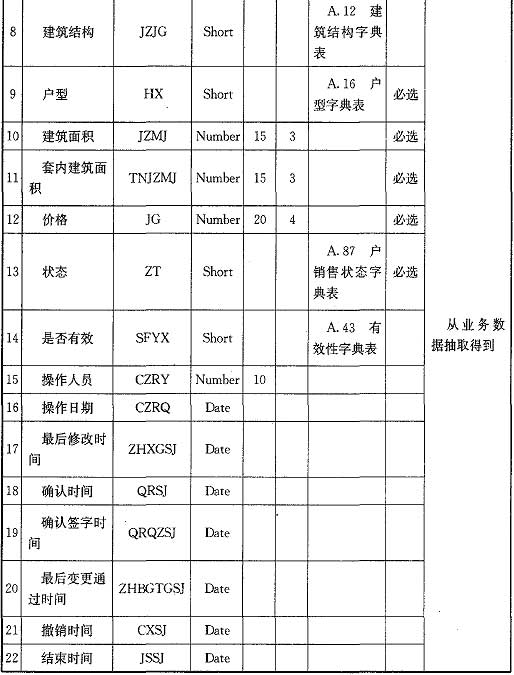 8 建筑结构 JZJG Short A.12 建筑结构字典表
9 户型 HX Short A.16 户型字典表 必选
10 建筑面积 JZMJ Number 15 3 必选
11 套内建筑面积 TNJZMJ Number 15 3 必选
12 价格 JG Number 20 4 必选
13 状态 ZT Short A.87 户销售状态字典表 必选
14 是否有效 SFYX Short A.43 有效性字典表
从业务数据抽取得到
15 操作人员 CZRY Number 10
16 操作日期 CZRQ Date
17 最后修改时间 ZHXGSJ Date
18 确认时间 QRSJ Date
19 确认签字时间 QRQZSJ Date
20 最后变更通过时间 ZHBGTGSJ Date
21 撤销时间 CXSJ Date
22 结束时间 JSSJ Date